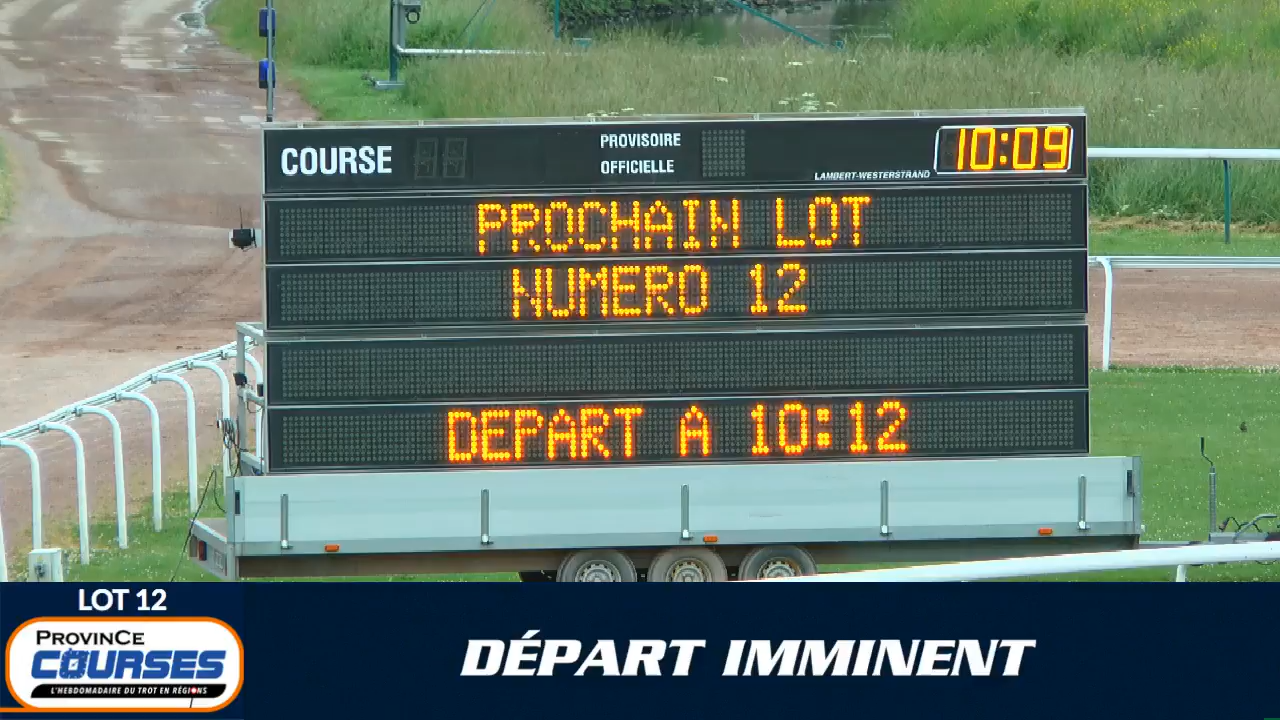 COURSE
PROVISOIRE
OFFICIELLE
LAMBERT-WESTERSTRAND
10:09
PROCHAIN LOT
NUMERO 12
DEPART A 10:12
LOT 12
PROVINCE
COURSES
L'HEBDOMADAIRE DU TROT EN RÉGIONS
DÉPART IMMINENT